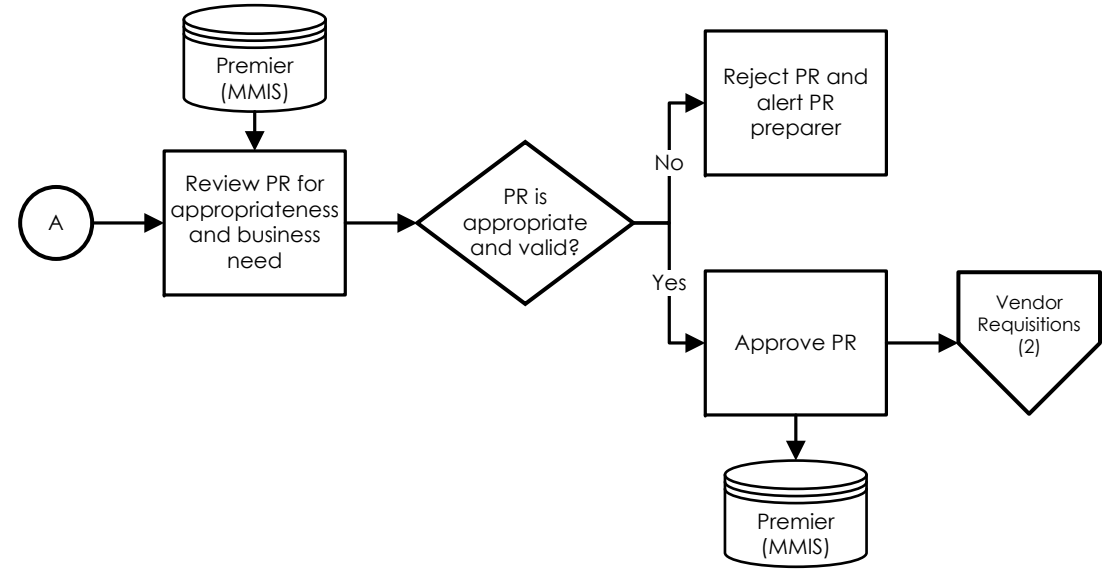 Premier
(MMIS)
A
Review PR for
appropriateness
and business
need
PR is
appropriate
and valid?
No
Reject PR and
alert PR
preparer
Yes
Approve PR
Vendor
Requisitions
(2)
Premier
(MMIS)